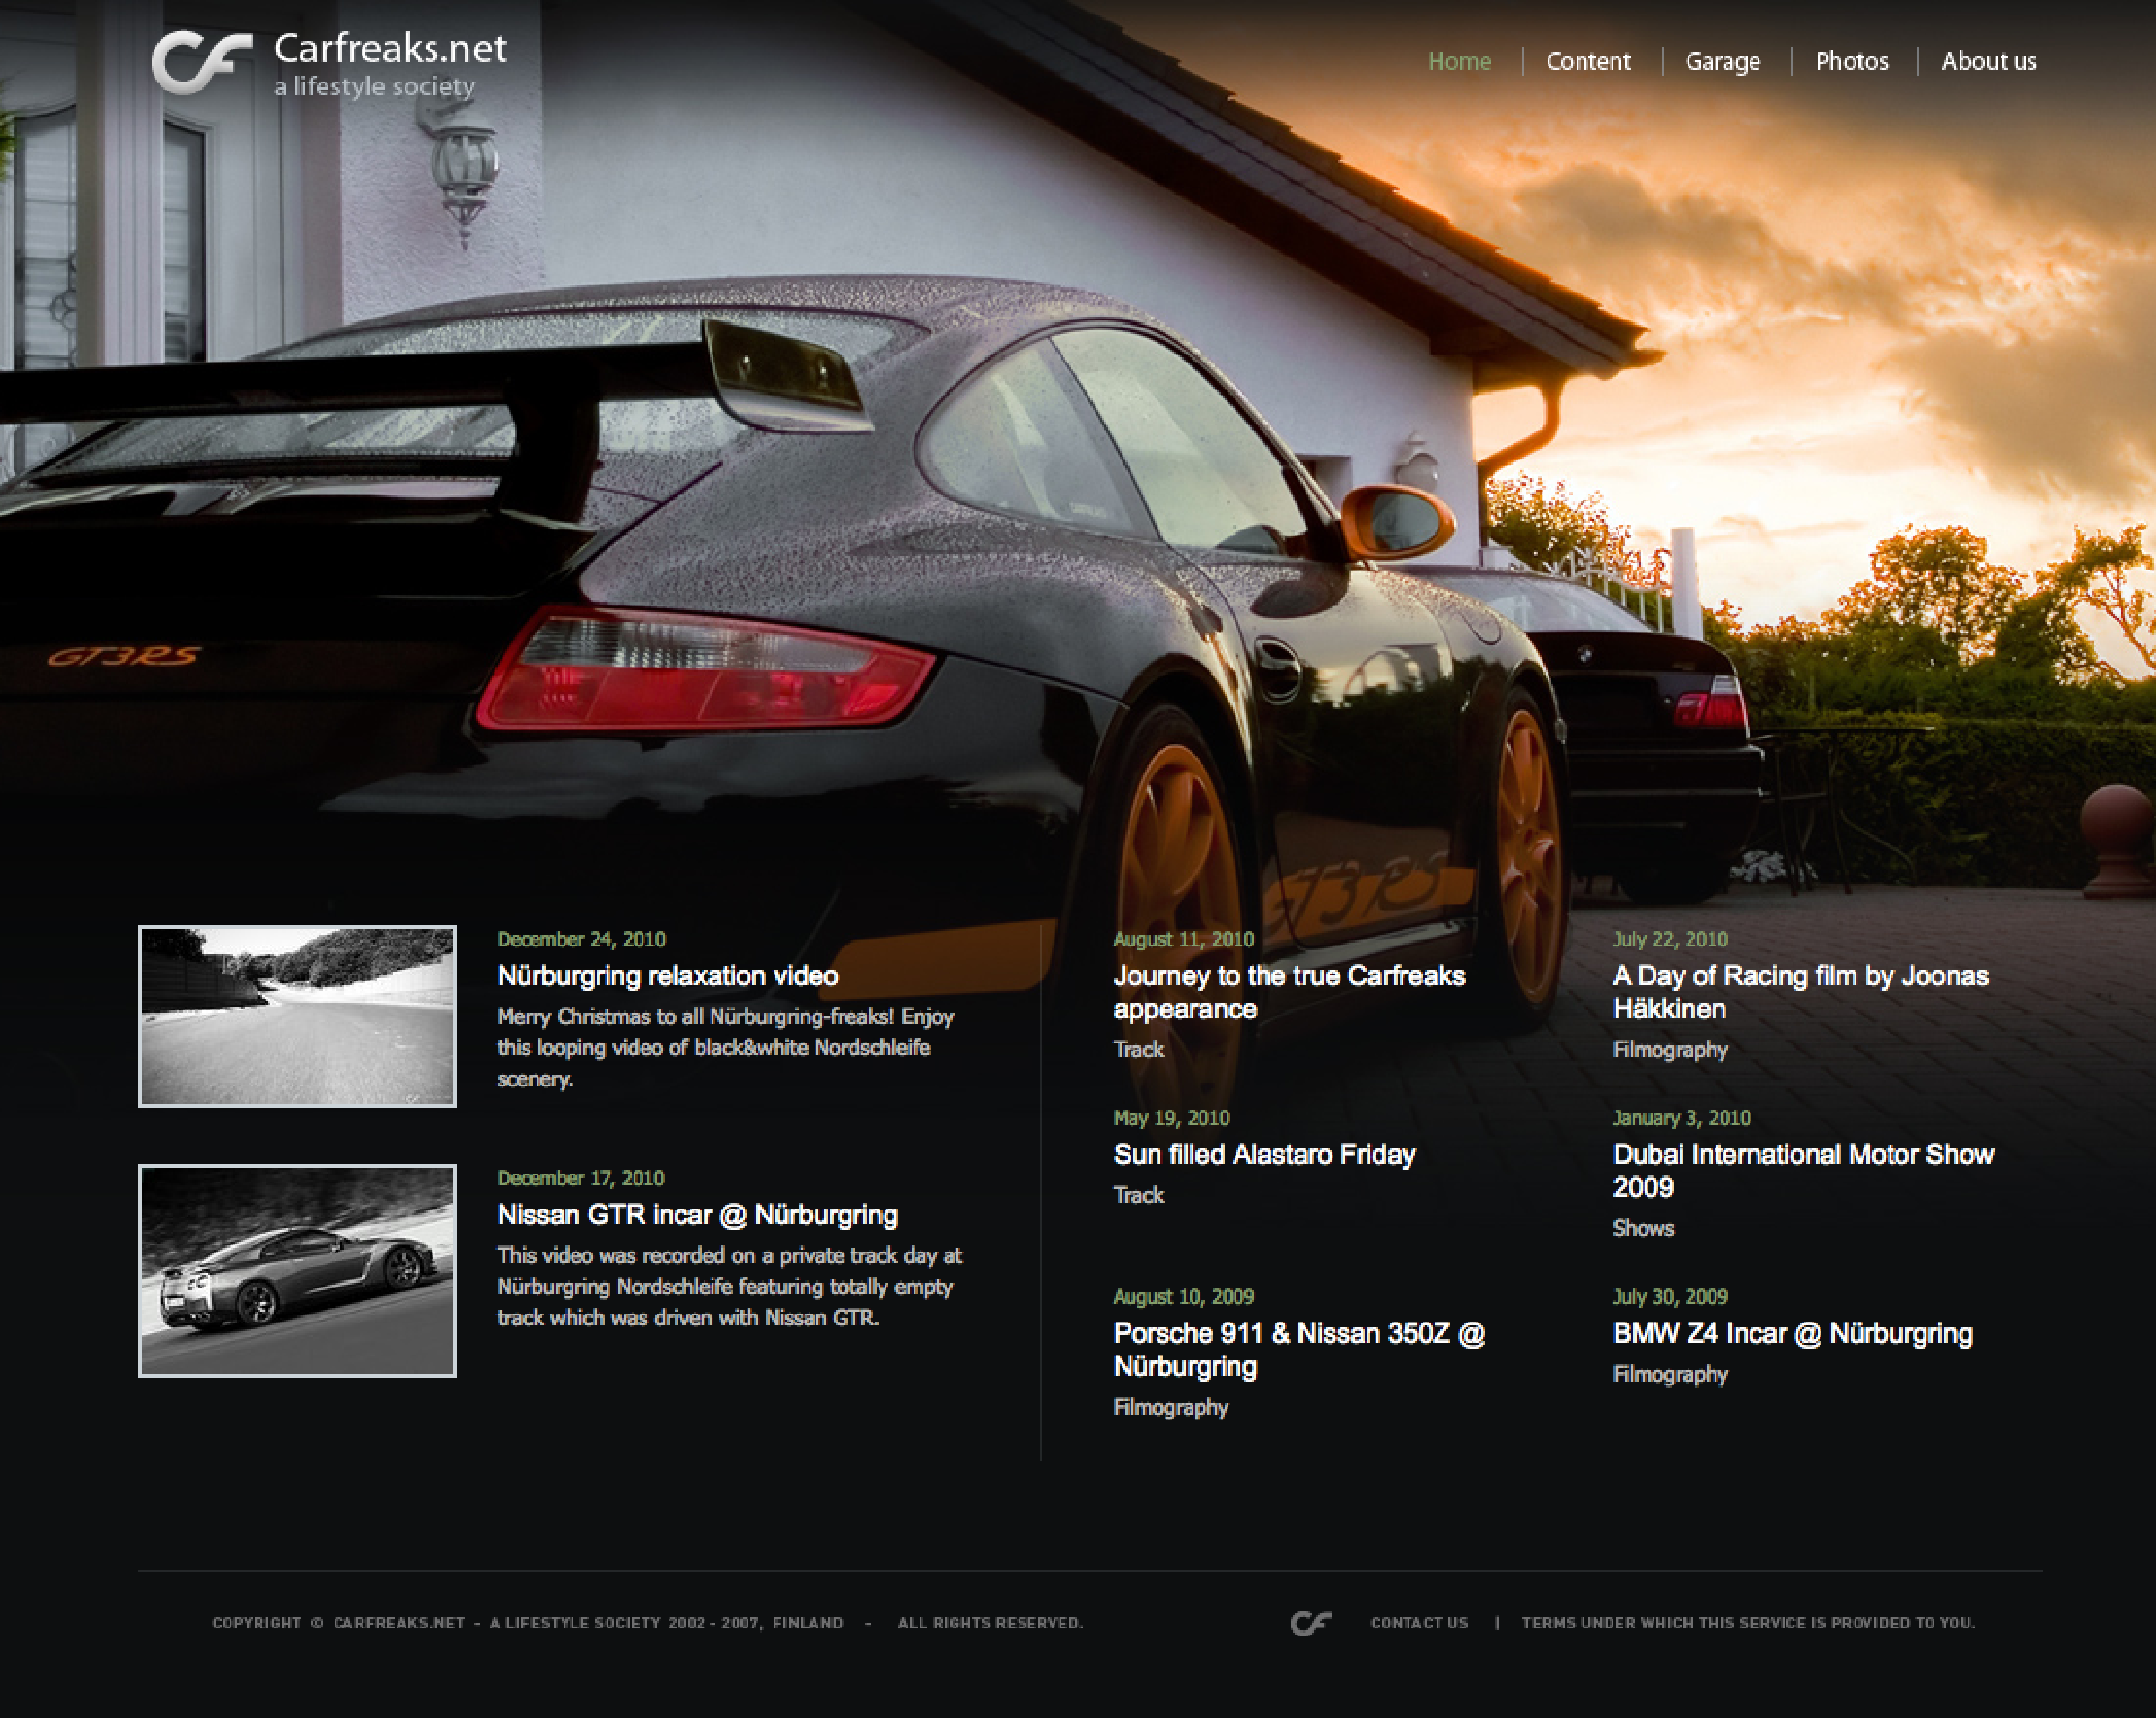 CF
Carfreaks.net
a lifestyle society
Home
Content
Garage
Photos
About us
GT3RS
GT3RS
December 24, 2010
Nürburgring relaxation video
Merry Christmas to all Nürburgring-freaks! Enjoy
this looping video of black&white Nordschleife
scenery.
December 17, 2010
Nissan GTR incar @ Nürburgring
This video was recorded on a private track day at
Nürburgring Nordschleife featuring totally empty
track which was driven with Nissan GTR.
August 11, 2010
Journey to the true Carfreaks
appearance
Track
May 19, 2010
Sun filled Alastaro Friday
Track
August 10, 2009
Porsche 911 & Nissan 350Z @
Nürburgring
Filmography
July 22, 2010
A Day of Racing film by Joonas
Häkkinen
Filmography
January 3, 2010
Dubai International Motor Show
2009
Shows
July 30, 2009
BMW Z4 Incar @ Nürburgring
Filmography
COPYRIGHT © CARFREAKS.NET - A LIFESTYLE SOCIETY 2002 - 2007, FINLAND - ALL RIGHTS RESERVED.
CF CONTACT US | TERMS UNDER WHICH THIS SERVICE IS PROVIDED TO YOU.